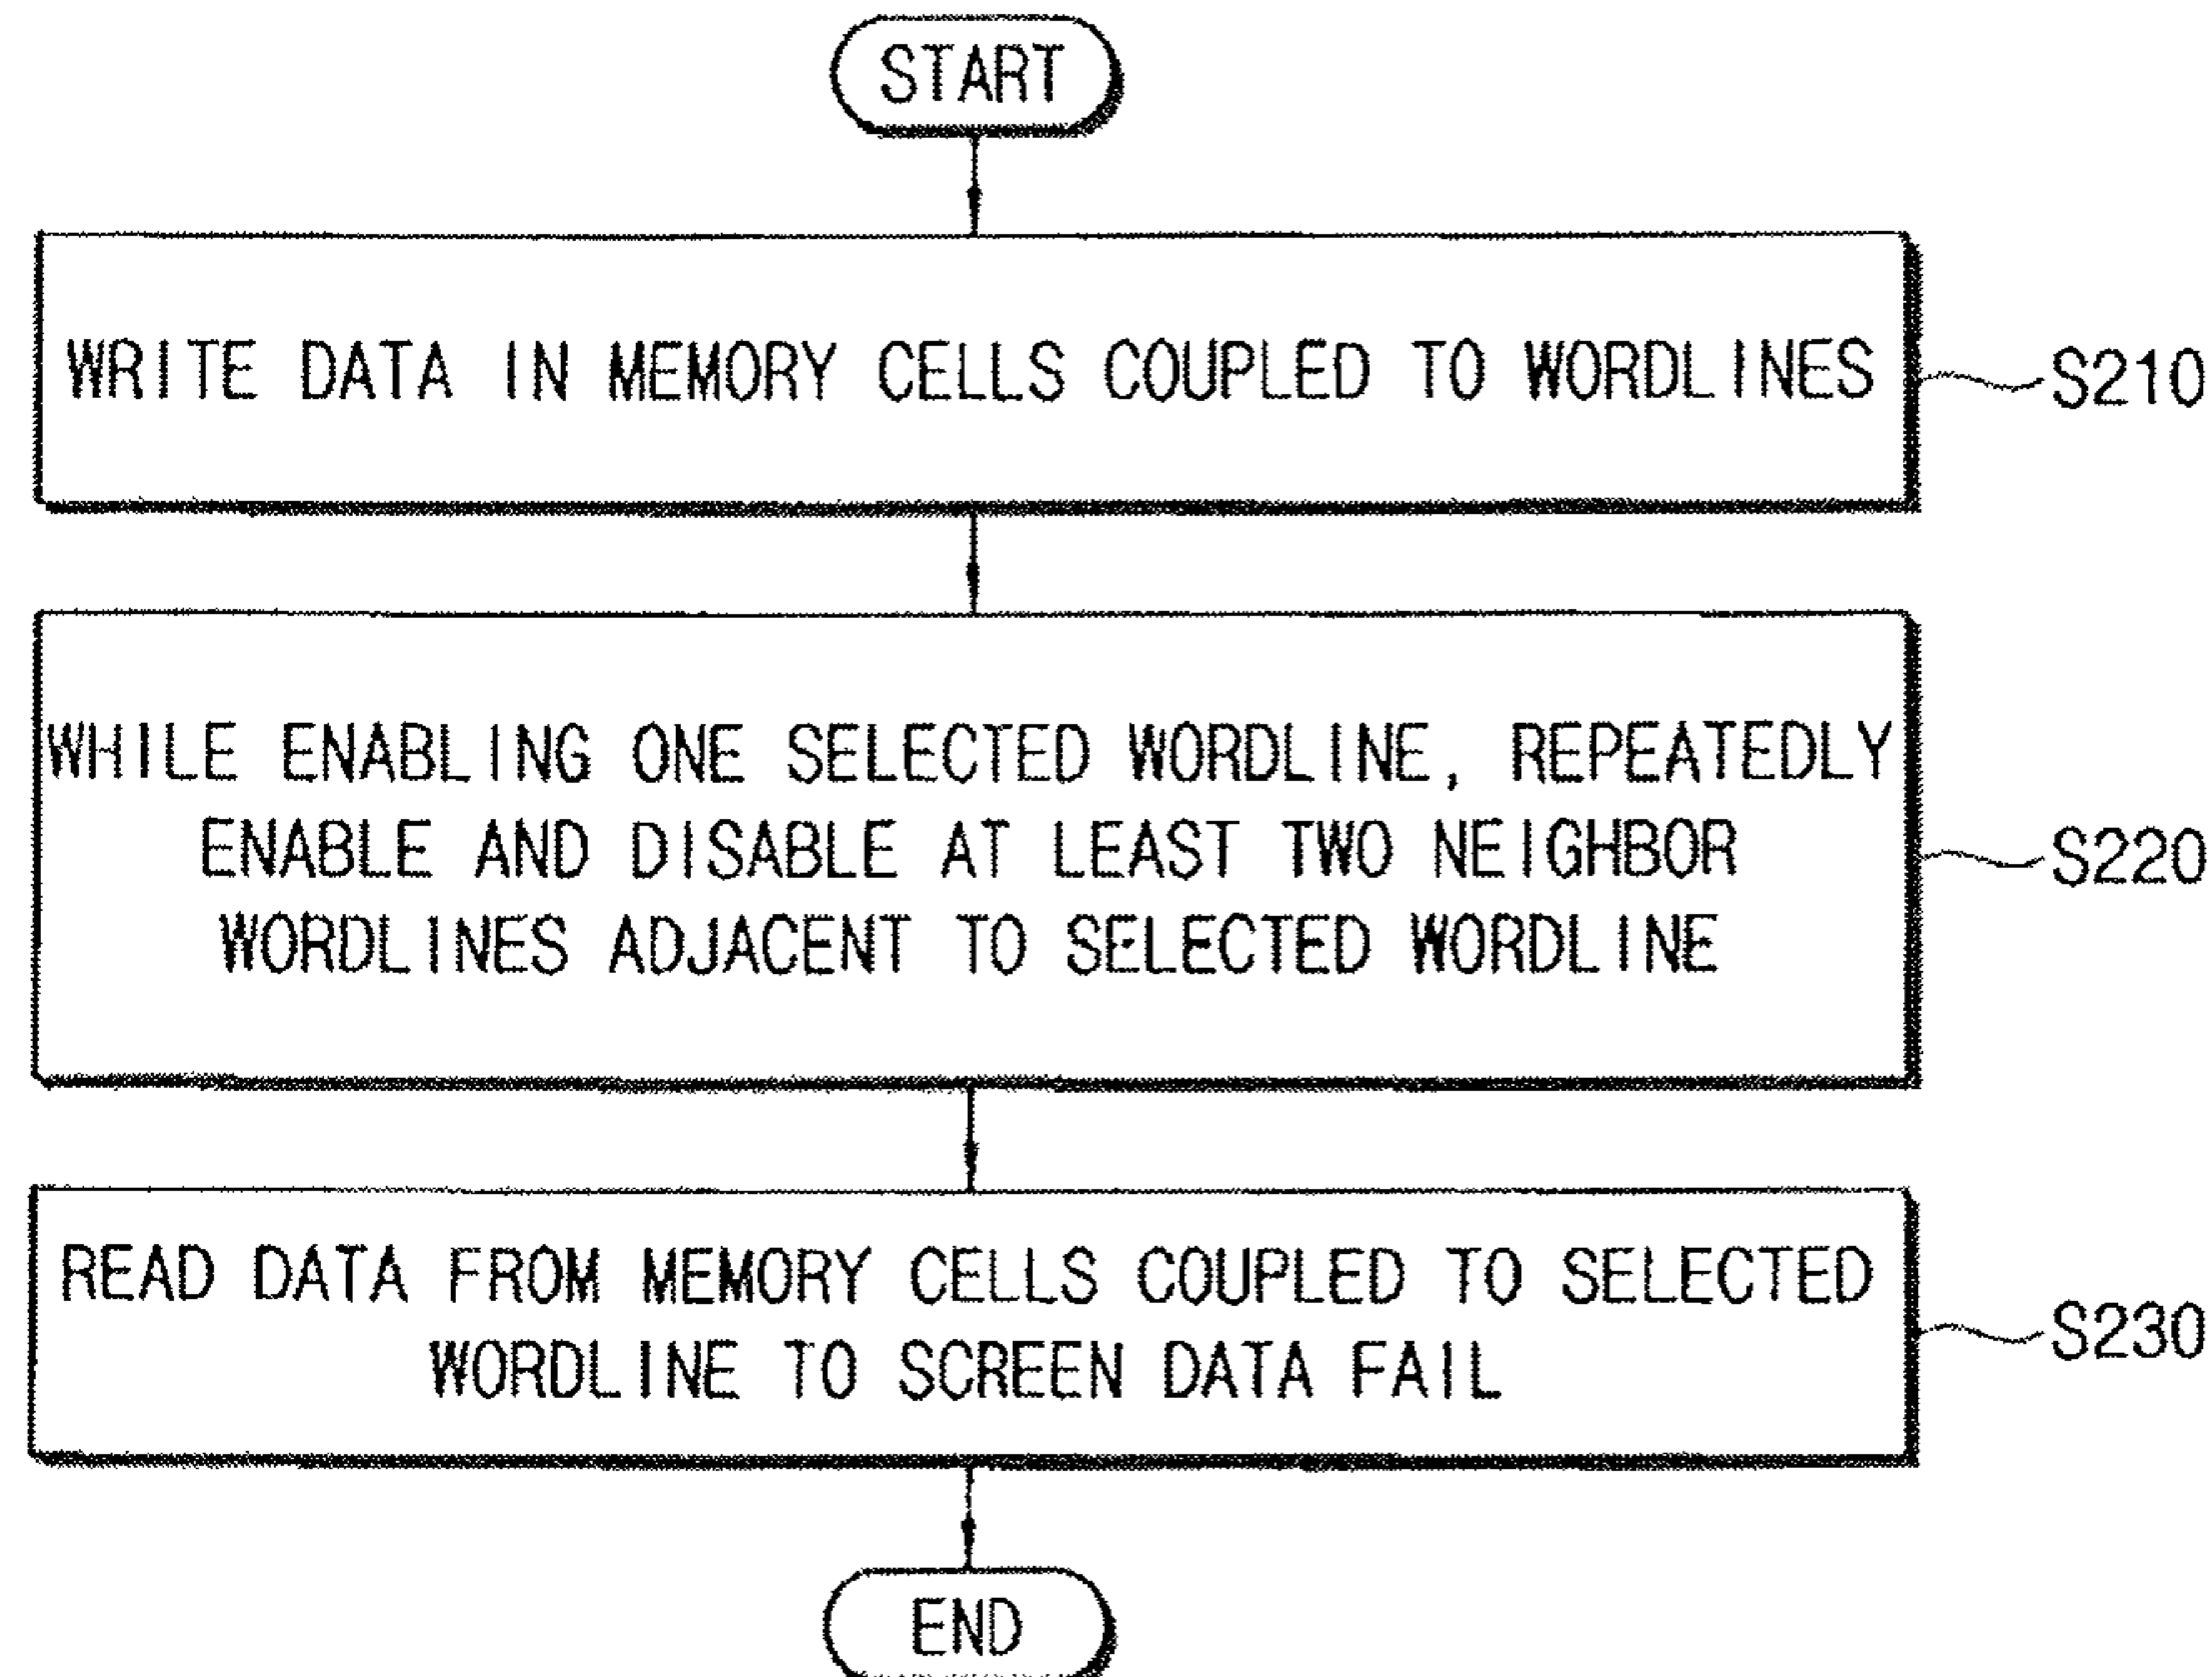 START
WRITE DATA IN MEMORY CELLS COUPLED TO WORDLINES
S210
WHILE ENABLING ONE SELECTED WORDLINE, REPEATEDLY
ENABLE AND DISABLE AT LEAST TWO NEIGHBOR
WORDLINES ADJACENT TO SELECTED WORDLINE
S220
READ DATA FROM MEMORY CELLS COUPLED TO SELECTED
WORDLINE TO SCREEN DATA FAIL
S230
END